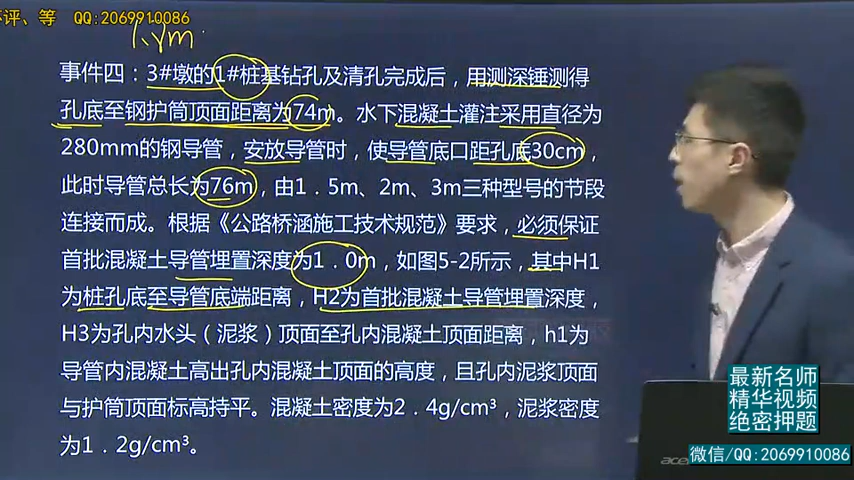 环评、等 QQ:2069910086
1.4m
事件四：3#墩的1#桩基钻孔及清孔完成后，用测深锤测得
孔底至钢护筒顶面距离为74m。水下混凝土灌注采用直径为
280mm的钢导管，安放导管时，使导管底口距孔底30cm，
此时导管总长为76m，由1．5m、2m、3m三种型号的节段
连接而成。根据《公路桥涵施工技术规范》要求，必须保证
首批混凝土导管埋置深度为1．0m，如图5-2所示，其中H1
为桩孔底至导管底端距离，H2为首批混凝土导管埋置深度，
H3为孔内水头（泥浆）顶面至孔内混凝土顶面距离，h1为
导管内混凝土高出孔内混凝土顶面的高度，且孔内泥浆顶面
与护筒顶面标高持平。混凝土密度为2．4g/cm³，泥浆密度
为1．2g/cm³。
最新名师
精华视频
绝密押题
微信/QQ:2069910086
acer